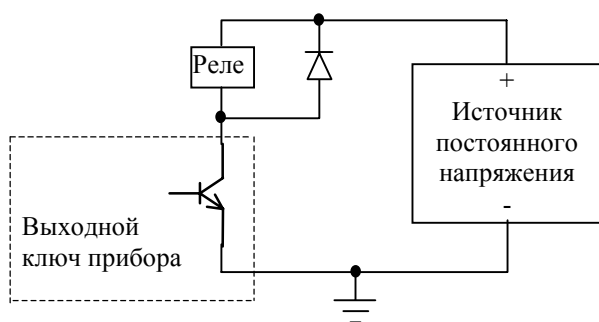 Реле
+
Источник
постоянного
напряжения
-
Выходной
ключ прибора